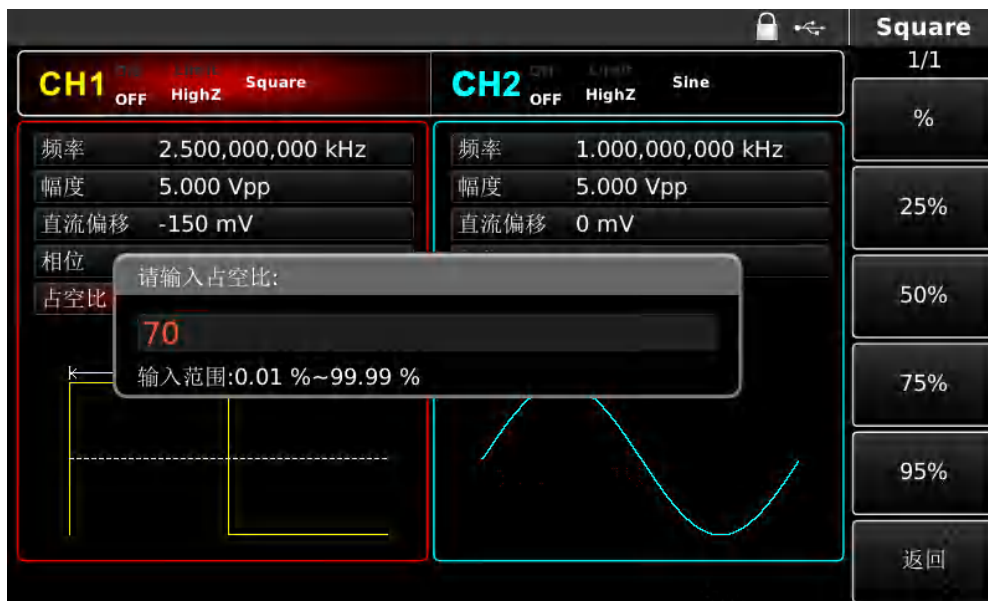 Square
1/1
CH1 OFF HighZ Square
CH2 OFF HighZ Sine
频率 2.500,000,000 kHz
幅度 5.000 Vpp
直流偏移 -150 mV
相位
占空比
频率 1.000,000,000 kHz
幅度 5.000 Vpp
直流偏移 0 mV
请输入占空比:
70
输入范围:0.01 %~99.99 %
%
25%
50%
75%
95%
返回